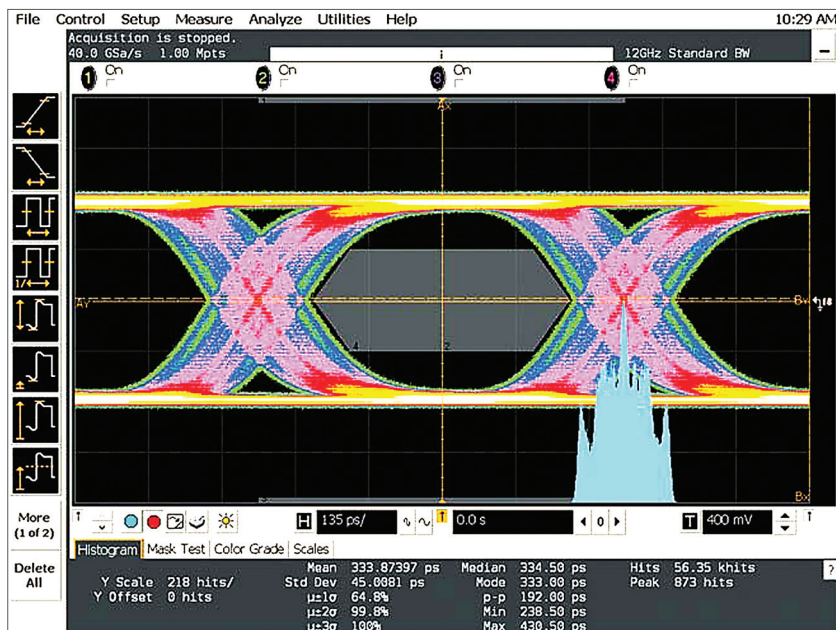 File Control Setup Measure Analyze Utilities Help 10:29 AM
Acquisition is stopped.
40.0 GSa/s 1.00 Mpts 12GHz Standard BW
1 On 2 On 3 On 4 On
Ax
AY
4 2
Bx
1/
More
(1 of 2)
Delete
All
H 135 ps/ 0.0 s 0 T 400 mV
Histogram Mask Test Color Grade Scales
?
Mean 333.87397 ps Median 334.50 ps Hits 56.35 khits
Y Scale 218 hits/ Std Dev 45.0081 ps Mode 333.00 ps Peak 873 hits
Y Offset 0 hits μ±1σ 64.8% p-p 192.00 ps
μ±2σ 99.8% Min 238.50 ps
μ±3σ 100% Max 430.50 ps